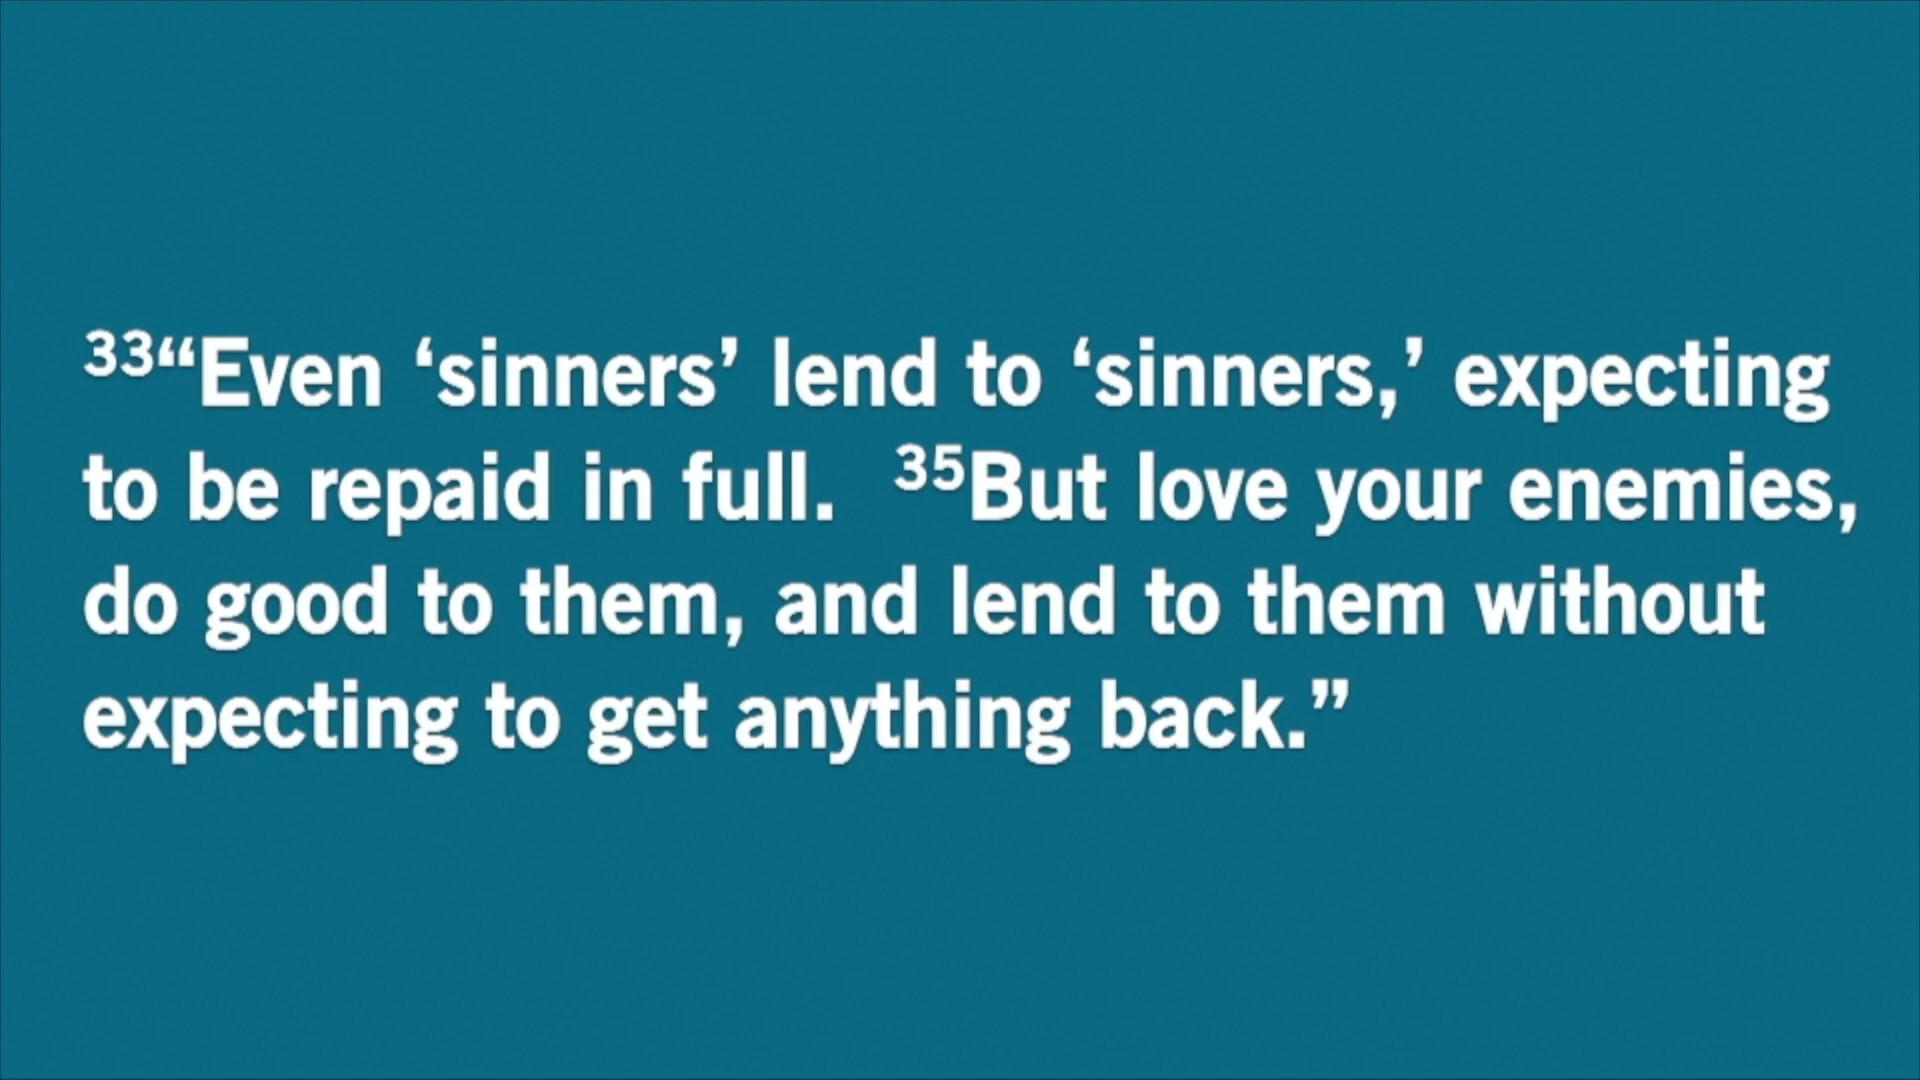 33“Even ‘sinners’ lend to ‘sinners,’ expecting
to be repaid in full. 35But love your enemies,
do good to them, and lend to them without
expecting to get anything back.”